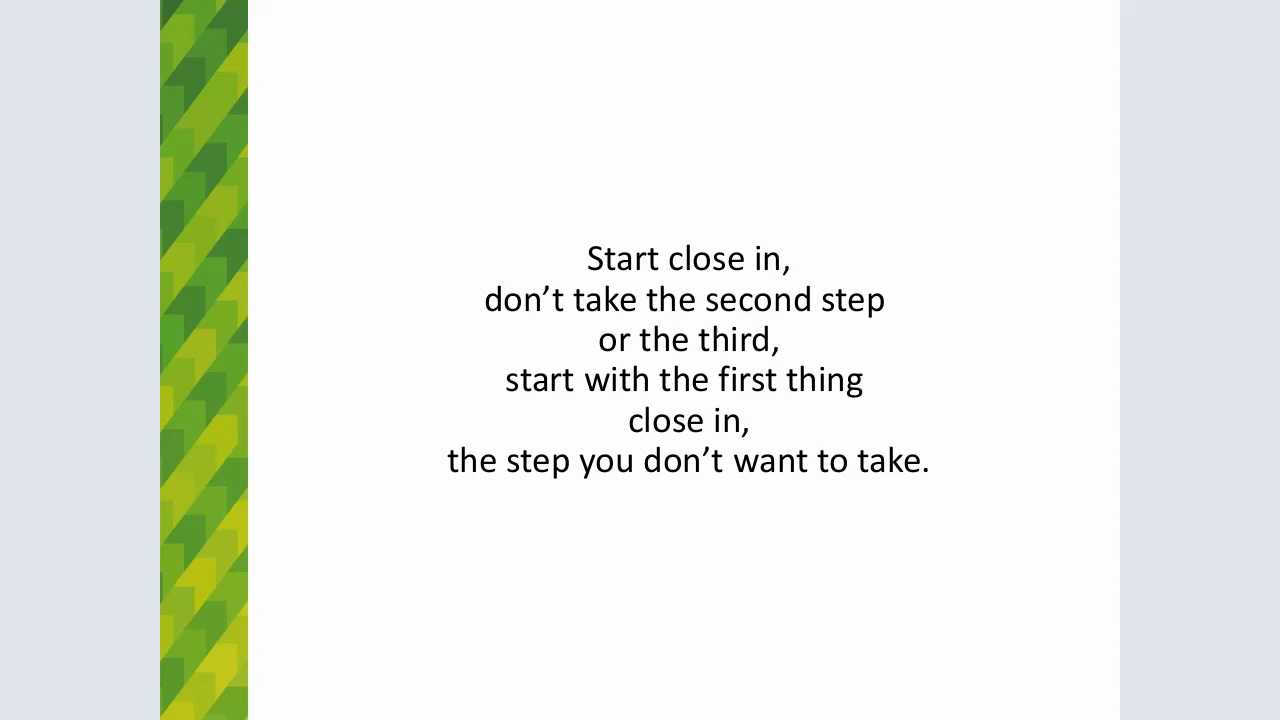 Start close in,
don’t take the second step
or the third,
start with the first thing
close in,
the step you don’t want to take.